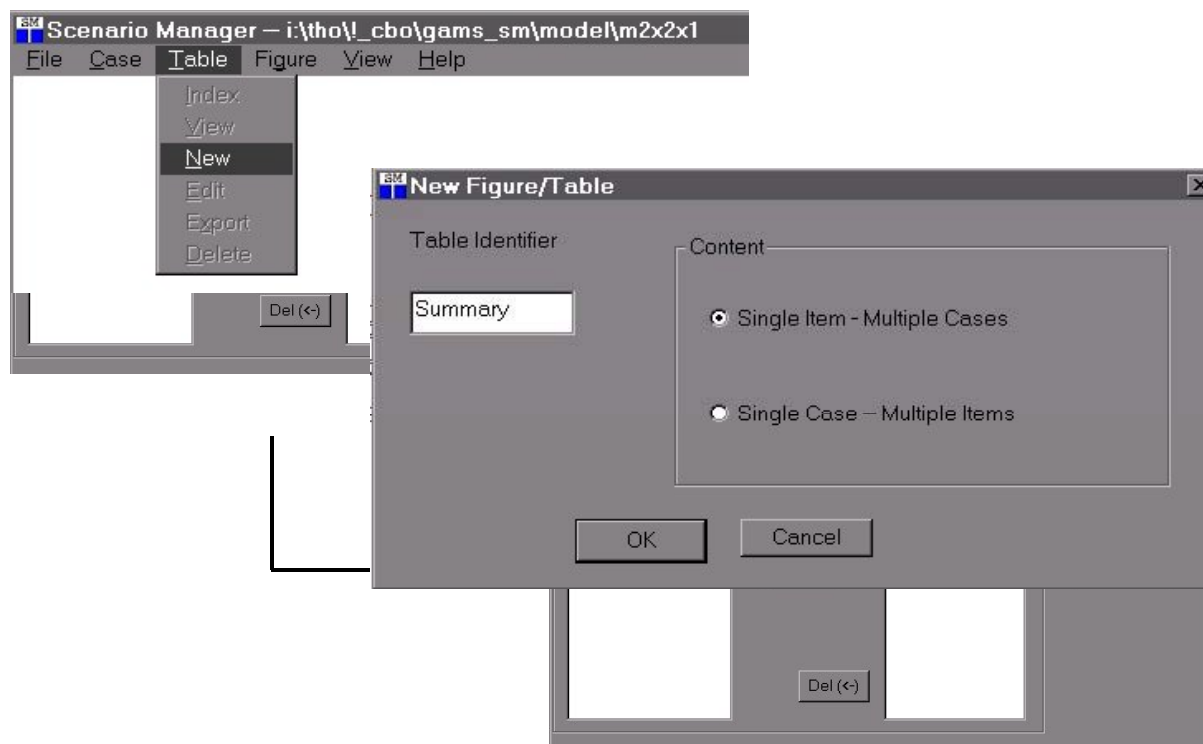 SM Scenario Manager – i:\tho\!_cbo\gams_sm\model\m2x2x1
File Case Table Figure View Help
Index
View
New
Edit
Export
Delete
Del (<-)
SM New Figure/Table
Table Identifier
Summary
Content
Single Item - Multiple Cases
Single Case – Multiple Items
OK Cancel
Del (<-)